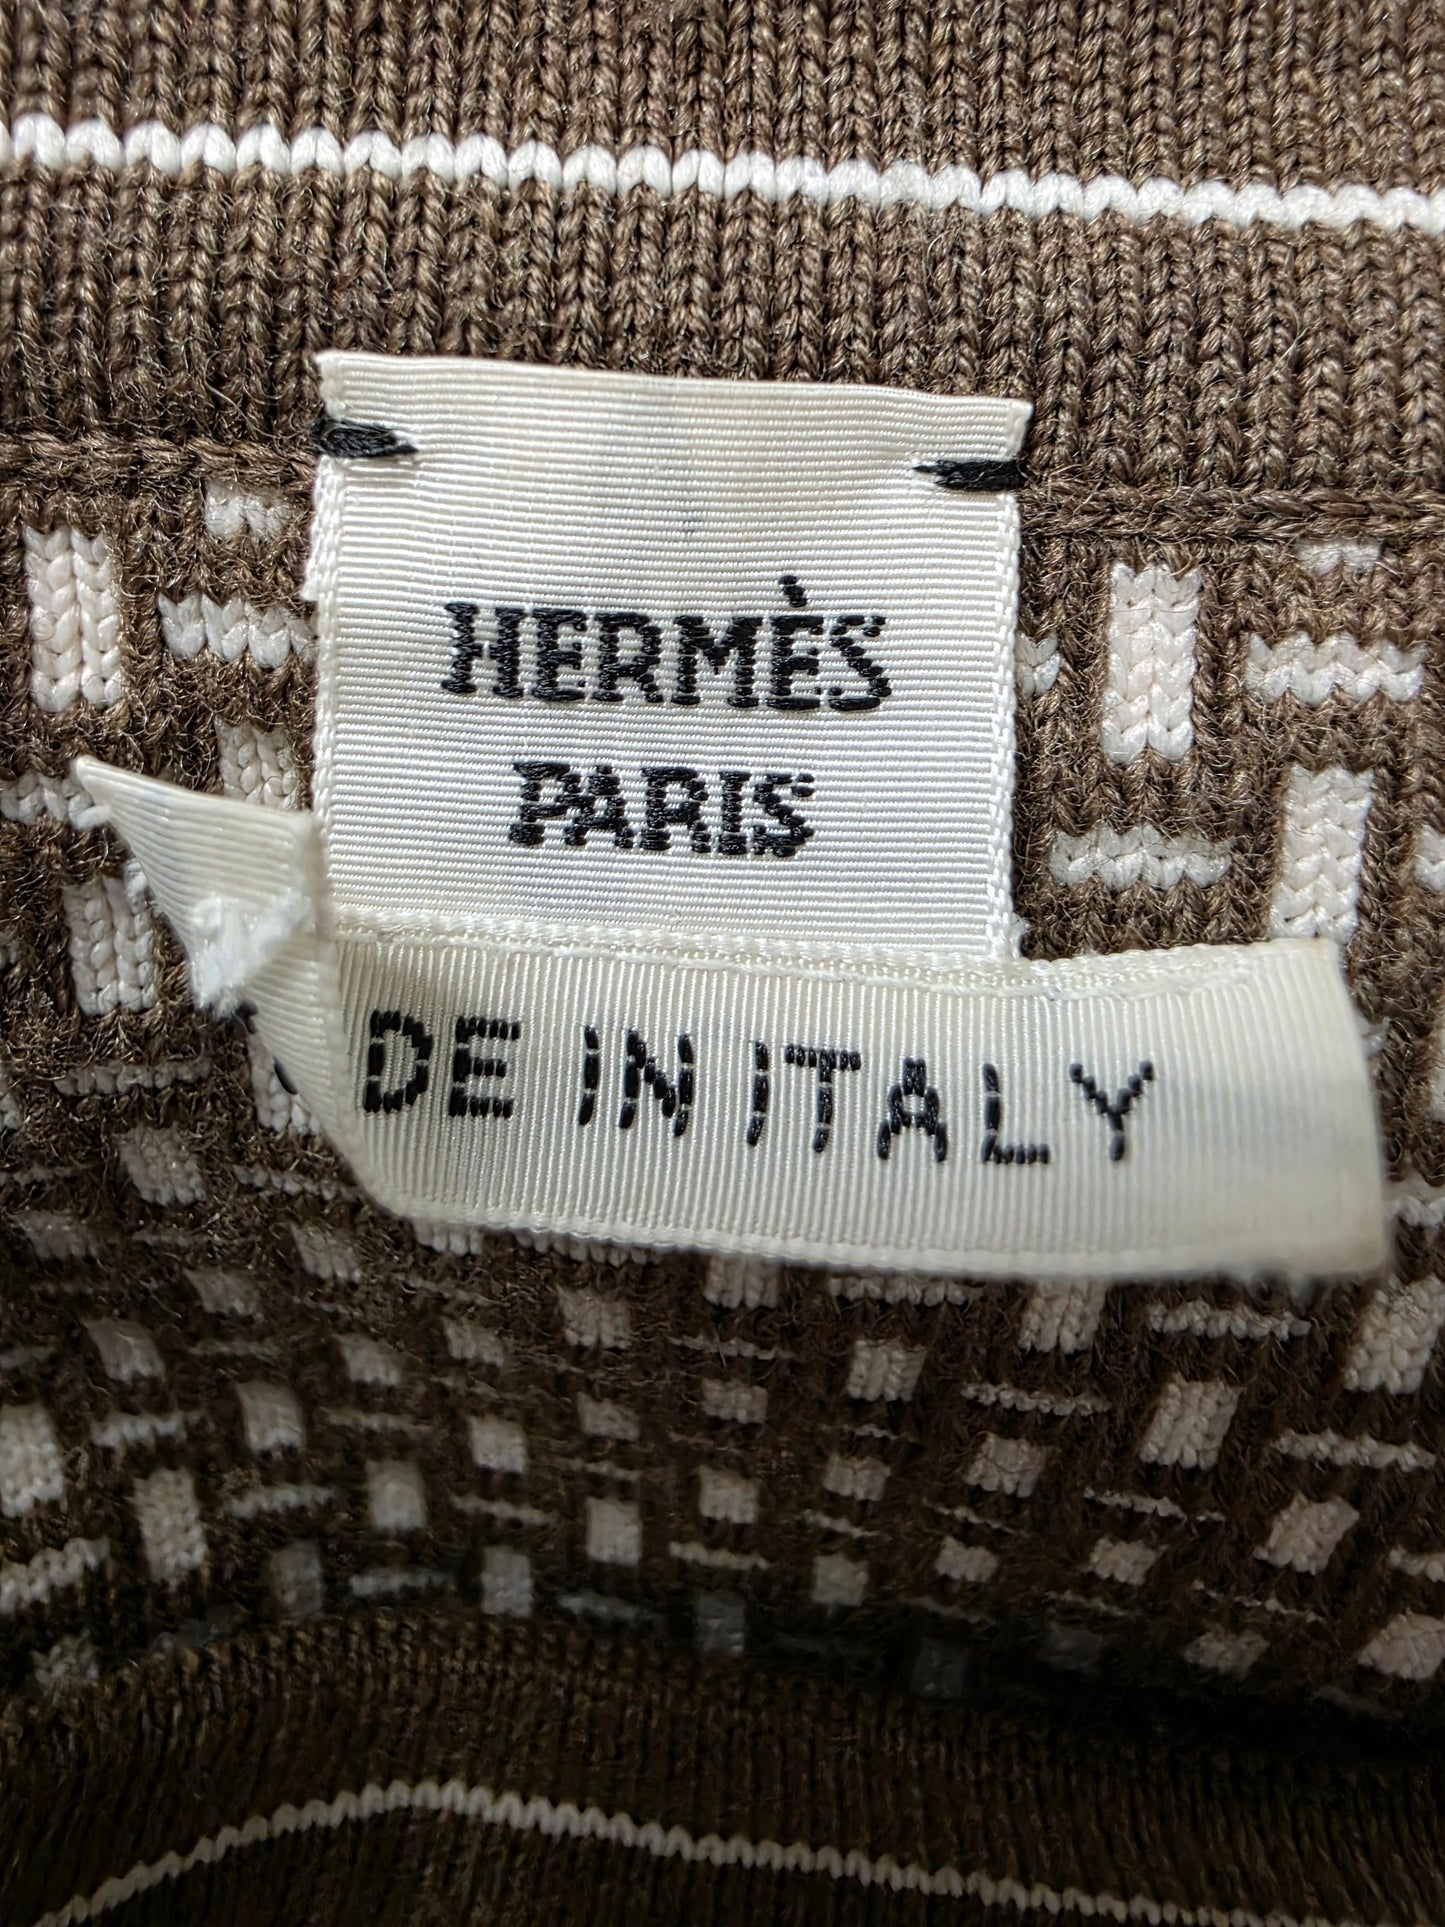 HERMÈS
PARIS
DE IN ITALY